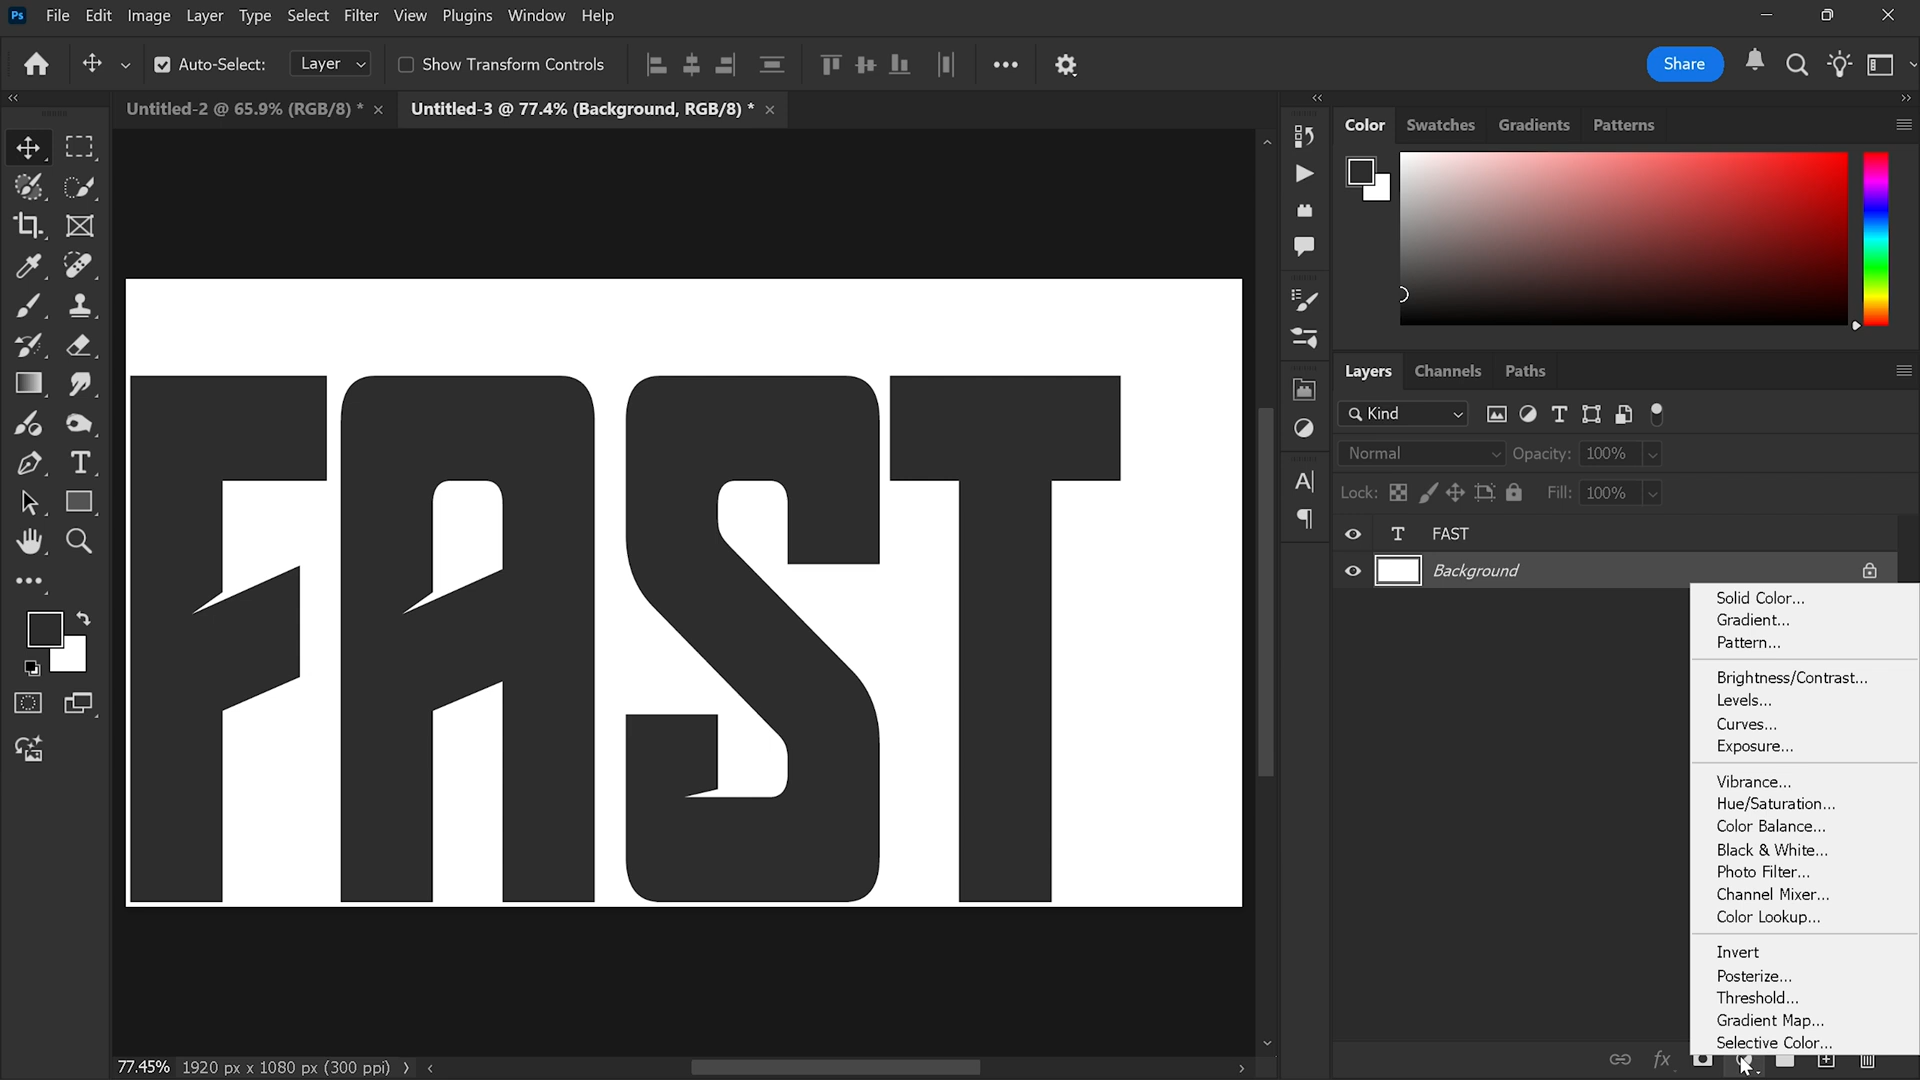 Ps File Edit Image Layer Type Select Filter View Plugins Window Help
Auto-Select: Layer Show Transform Controls Share
Untitled-2 @ 65.9% (RGB/8) * × Untitled-3 @ 77.4% (Background, RGB/8) * ×
Color Swatches Gradients Patterns
FAST
Layers Channels Paths
Kind
Normal Opacity: 100%
Lock: Fill: 100%
T FAST
Background
Solid Color...
Gradient...
Pattern...
Brightness/Contrast...
Levels...
Curves...
Exposure...
Vibrance...
Hue/Saturation...
Color Balance...
Black & White...
Photo Filter...
Channel Mixer...
Color Lookup...
Invert
Posterize...
Threshold...
Gradient Map...
Selective Color...
fx
77.45% 1920 px x 1080 px (300 ppi)